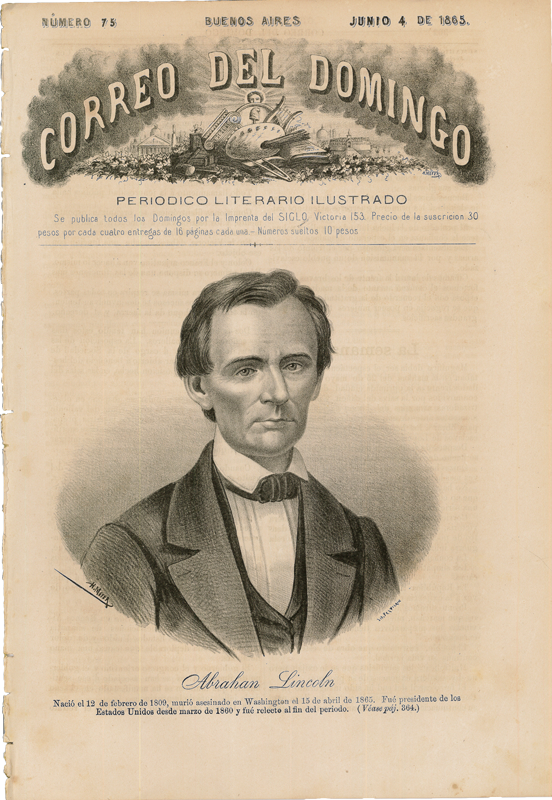 NÚMERO 75 BUENOS AIRES JUNIO 4 DE 1865.
CORREO DEL DOMINGO
PERIODICO LITERARIO ILUSTRADO
Se publica todos los Domingos por la Imprenta del SIGLO, Victoria 153. Precio de la suscricion 30
pesos por cada cuatro entregas de 16 páginas cada una.-Numeros sueltos 10 pesos
Abrahan Lincoln
Nació el 12 de febrero de 1809, murió asesinado en Washington el 15 de abril de 1865. Fué presidente de los
Estados Unidos desde marzo de 1860 y fué relecto al fin del periodo. (Véase páj. 364.)